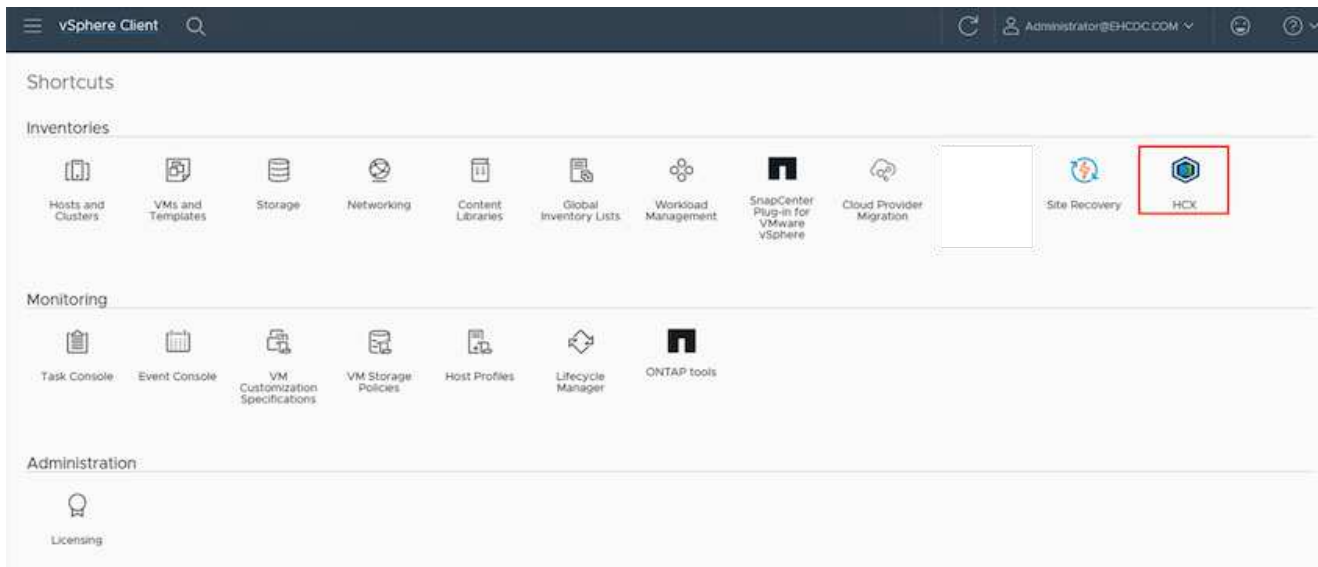 vSphere Client
Administrator@EHCDC.COM
Shortcuts
Inventories
Hosts and
Clusters
VMs and
Templates
Storage
Networking
Content
Libraries
Global
Inventory Lists
Workload
Management
SnapCenter
Plug-in for
VMware
vSphere
Cloud Provider
Migration
Site Recovery
HCX
Monitoring
Task Console
Event Console
VM
Customization
Specifications
VM Storage
Policies
Host Profiles
Lifecycle
Manager
ONTAP tools
Administration
Licensing